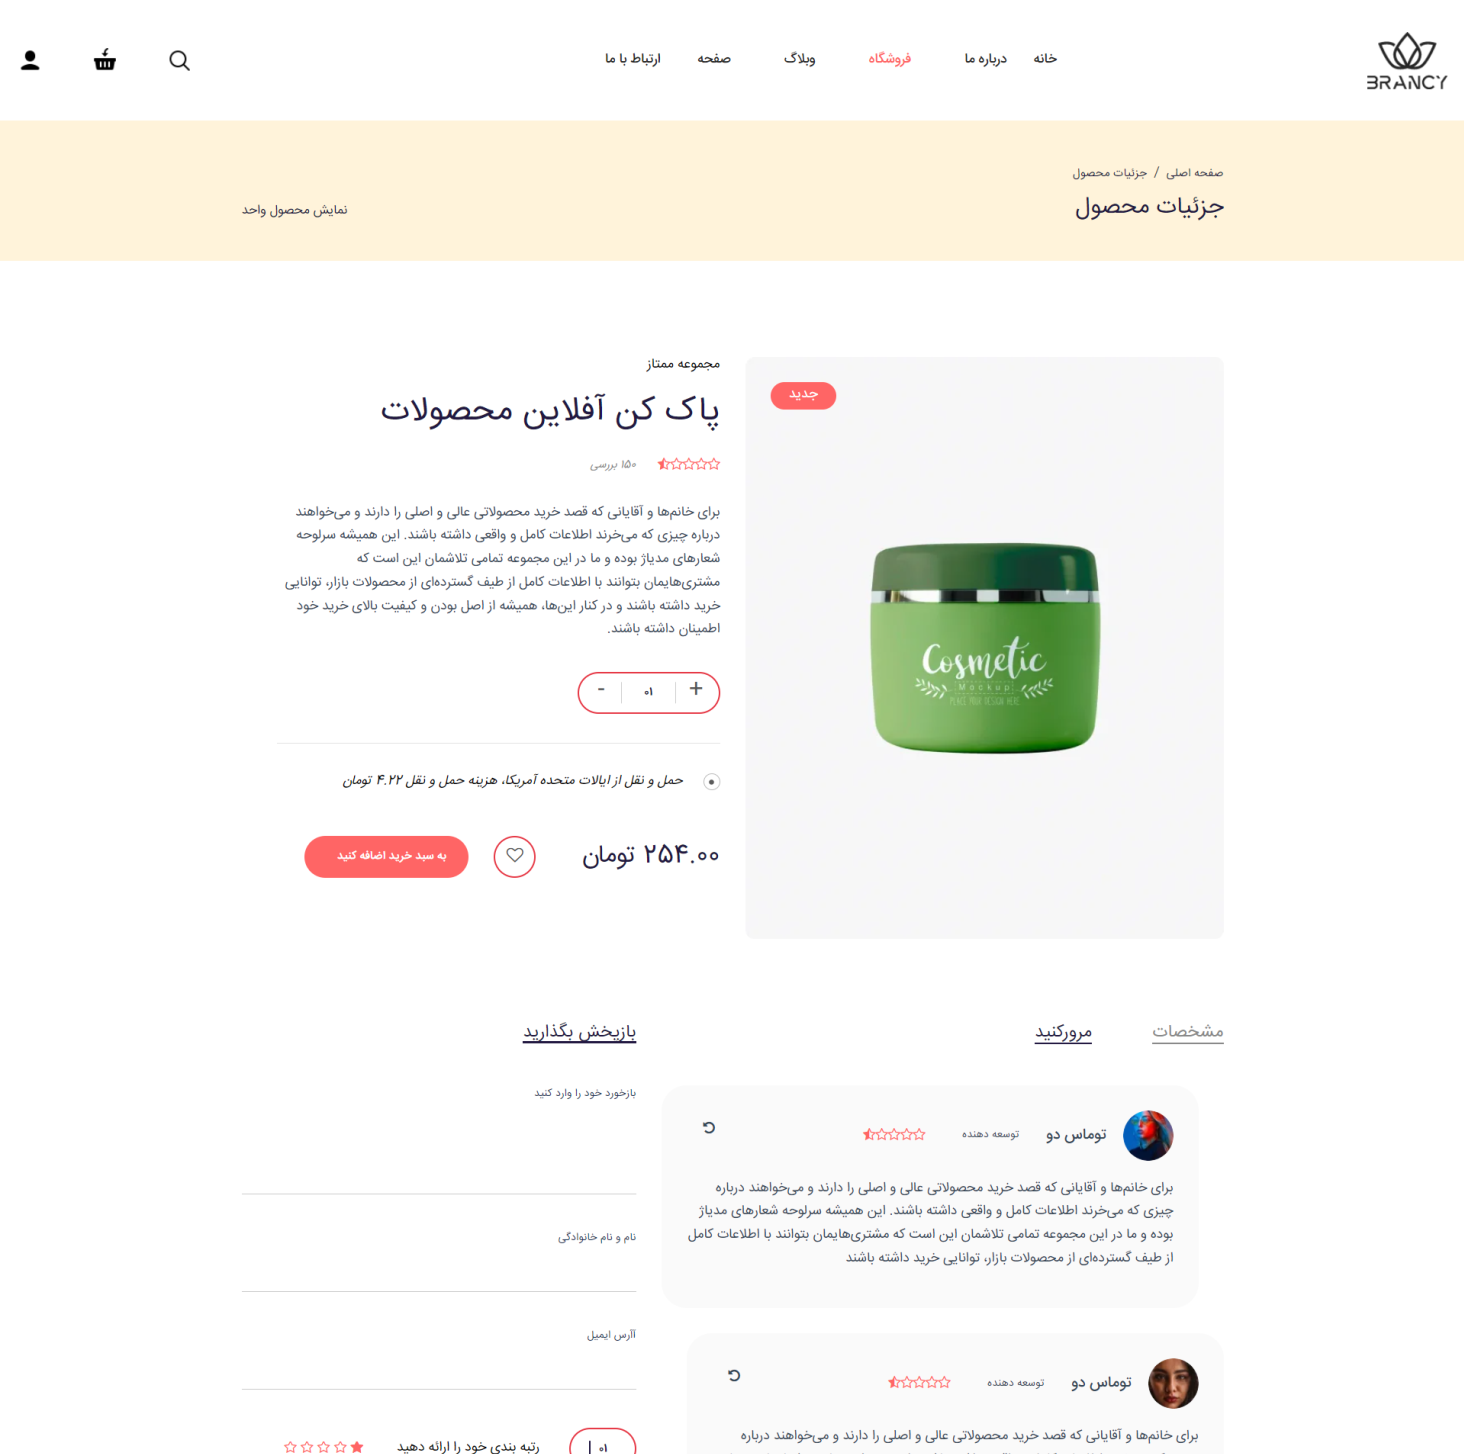 BRANCY
خانه
درباره ما
فروشگاه
وبلاگ
صفحه
ارتباط با ما
صفحه اصلی / جزئیات محصول
جزئیات محصول
نمایش محصول واحد
جدید
Cosmetic
Mockup
PLACE YOUR DESIGN HERE
مجموعه ممتاز
پاک کن آفلاین محصولات
۱۵۰ بررسی
برای خانم‌ها و آقایانی که قصد خرید محصولاتی عالی و اصلی را دارند و می‌خواهند
درباره چیزی که می‌خرند اطلاعات کامل و واقعی داشته باشند. این همیشه سرلوحه
شعارهای مدیاژ بوده و ما در این مجموعه تمامی تلاشمان این است که
مشتری‌هایمان بتوانند با اطلاعات کامل از طیف گسترده‌ای از محصولات بازار، توانایی
خرید داشته باشند و در کنار این‌ها، همیشه از اصل بودن و کیفیت بالای خرید خود
اطمینان داشته باشند.
+ ۰۱ -
حمل و نقل از ایالات متحده آمریکا، هزینه حمل و نقل ۴.۲۲ تومان
۲۵۴.۰۰ تومان
به سبد خرید اضافه کنید
مشخصات
مرورکنید
توماس دو
توسعه دهنده
برای خانم‌ها و آقایانی که قصد خرید محصولاتی عالی و اصلی را دارند و می‌خواهند درباره
چیزی که می‌خرند اطلاعات کامل و واقعی داشته باشند. این همیشه سرلوحه شعارهای مدیاژ
بوده و ما در این مجموعه تمامی تلاشمان این است که مشتری‌هایمان بتوانند با اطلاعات کامل
از طیف گسترده‌ای از محصولات بازار، توانایی خرید داشته باشند
توماس دو
توسعه دهنده
برای خانم‌ها و آقایانی که قصد خرید محصولاتی عالی و اصلی را دارند و می‌خواهند درباره
بازیخش بگذارید
بازخورد خود را وارد کنید
نام و نام خانوادگی
آآرس ایمیل
۰۱
رتبه بندی خود را ارائه دهید